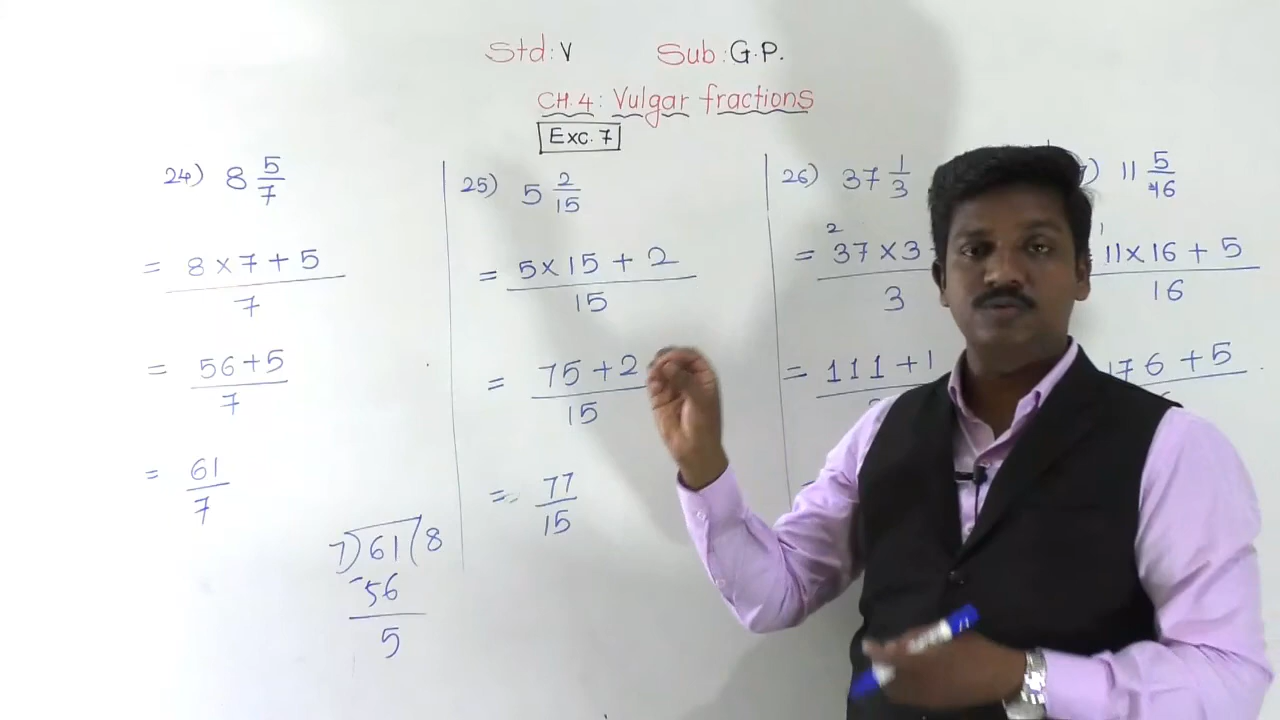 Std: V Sub: G.P.
CH.4: Vulgar fractions
Exc. 7
24) 8 5/7
= 8 × 7 + 5 / 7
= 56 + 5 / 7
= 61 / 7
7) 61 ( 8
- 56
5
25) 5 2/15
= 5 × 15 + 2 / 15
= 75 + 2 / 15
= 77 / 15
26) 37 1/3
2
= 37 × 3 / 3
= 111 + 1
=
) 11 5/16
1
11 × 16 + 5 / 16
176 + 5